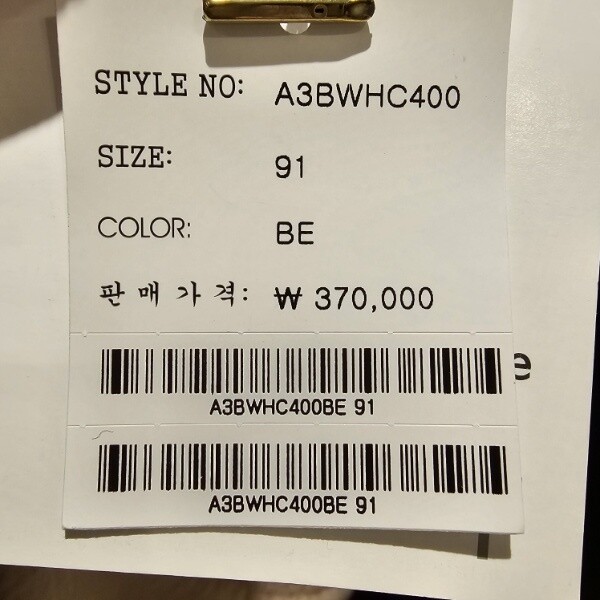 STYLE NO: A3BWHC400
SIZE: 91
COLOR: BE
판매가격: ₩ 370,000
A3BWHC400BE 91
A3BWHC400BE 91